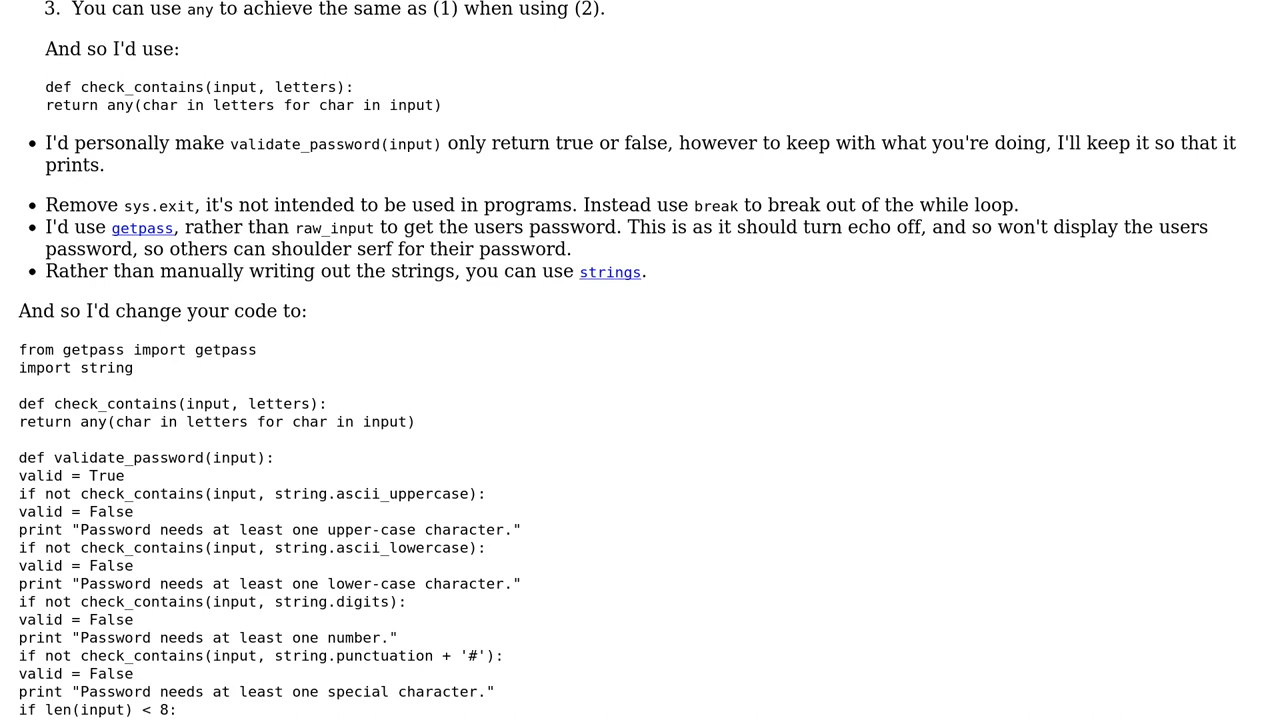 3. You can use any to achieve the same as (1) when using (2).
And so I'd use:
def check_contains(input, letters):
return any(char in letters for char in input)
• I'd personally make validate_password(input) only return true or false, however to keep with what you're doing, I'll keep it so that it
prints.
• Remove sys.exit, it's not intended to be used in programs. Instead use break to break out of the while loop.
• I'd use getpass, rather than raw_input to get the users password. This is as it should turn echo off, and so won't display the users
password, so others can shoulder serf for their password.
• Rather than manually writing out the strings, you can use strings.
And so I'd change your code to:
from getpass import getpass
import string
def check_contains(input, letters):
return any(char in letters for char in input)
def validate_password(input):
valid = True
if not check_contains(input, string.ascii_uppercase):
valid = False
print "Password needs at least one upper-case character."
if not check_contains(input, string.ascii_lowercase):
valid = False
print "Password needs at least one lower-case character."
if not check_contains(input, string.digits):
valid = False
print "Password needs at least one number."
if not check_contains(input, string.punctuation + '#'):
valid = False
print "Password needs at least one special character."
if len(input) < 8: